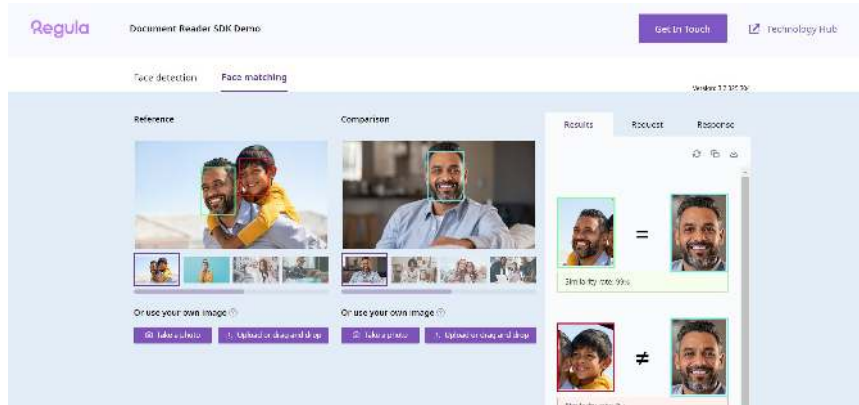 Regula
Document Reader SDK Demo
Get In Touch
Technology Hub
Face detection
Face matching
Reference
Comparison
Results
Request
Response
=
Similarity rate: 99%
≠
Or use your own image
Take a photo
Upload or drag and drop
Or use your own image
Take a photo
Upload or drag and drop